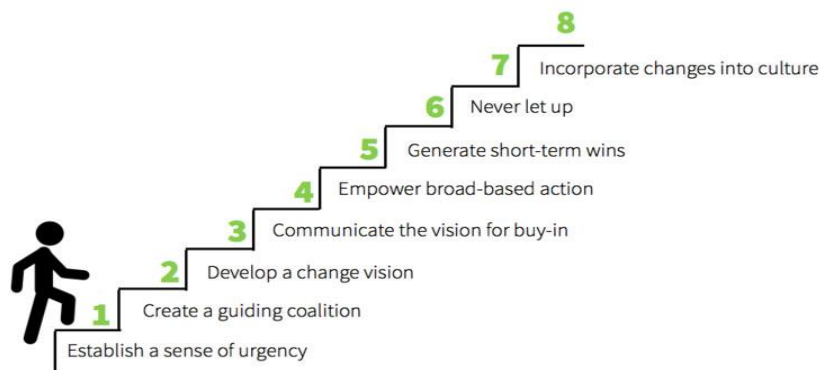 8
7
Incorporate changes into culture
6
Never let up
5
Generate short-term wins
4
Empower broad-based action
3
Communicate the vision for buy-in
2
Develop a change vision
1
Create a guiding coalition
Establish a sense of urgency